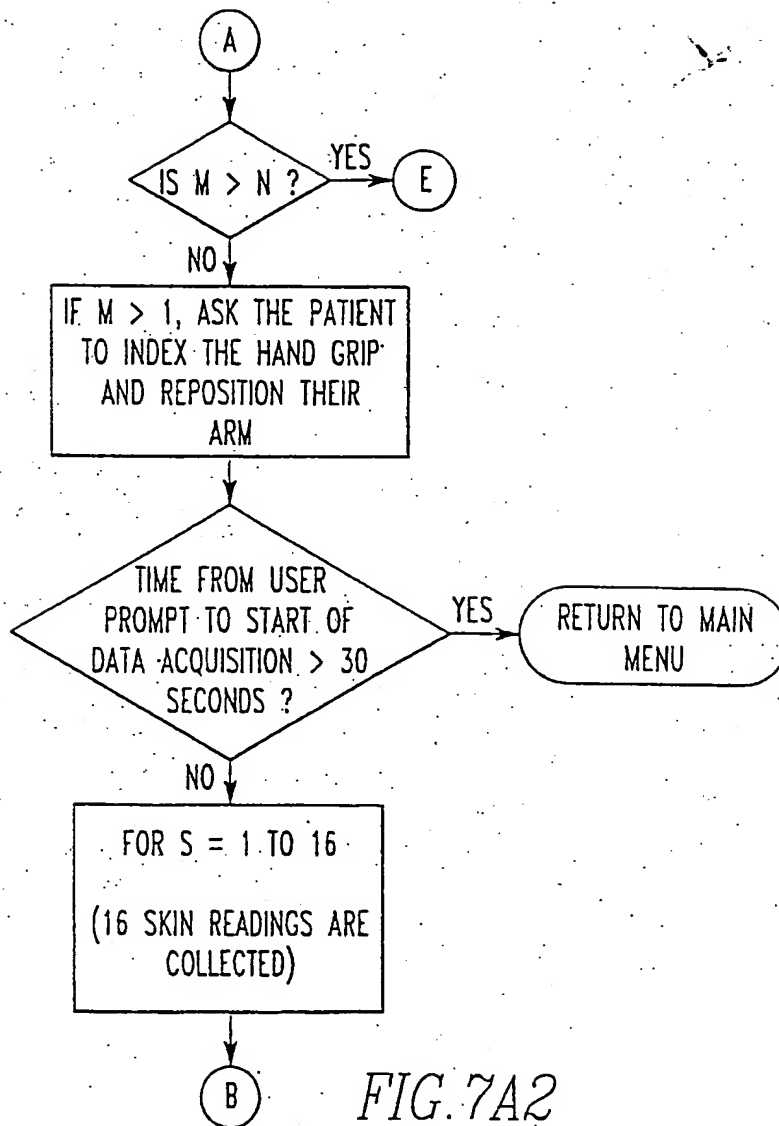 A
IS M > N ?
YES
E
NO
IF M > 1, ASK THE PATIENT
TO INDEX THE HAND GRIP
AND REPOSITION THEIR
ARM
TIME FROM USER
PROMPT TO START OF
DATA ACQUISITION > 30
SECONDS ?
YES
RETURN TO MAIN
MENU
NO
FOR S = 1 TO 16
(16 SKIN READINGS ARE
COLLECTED)
B
FIG.7A2